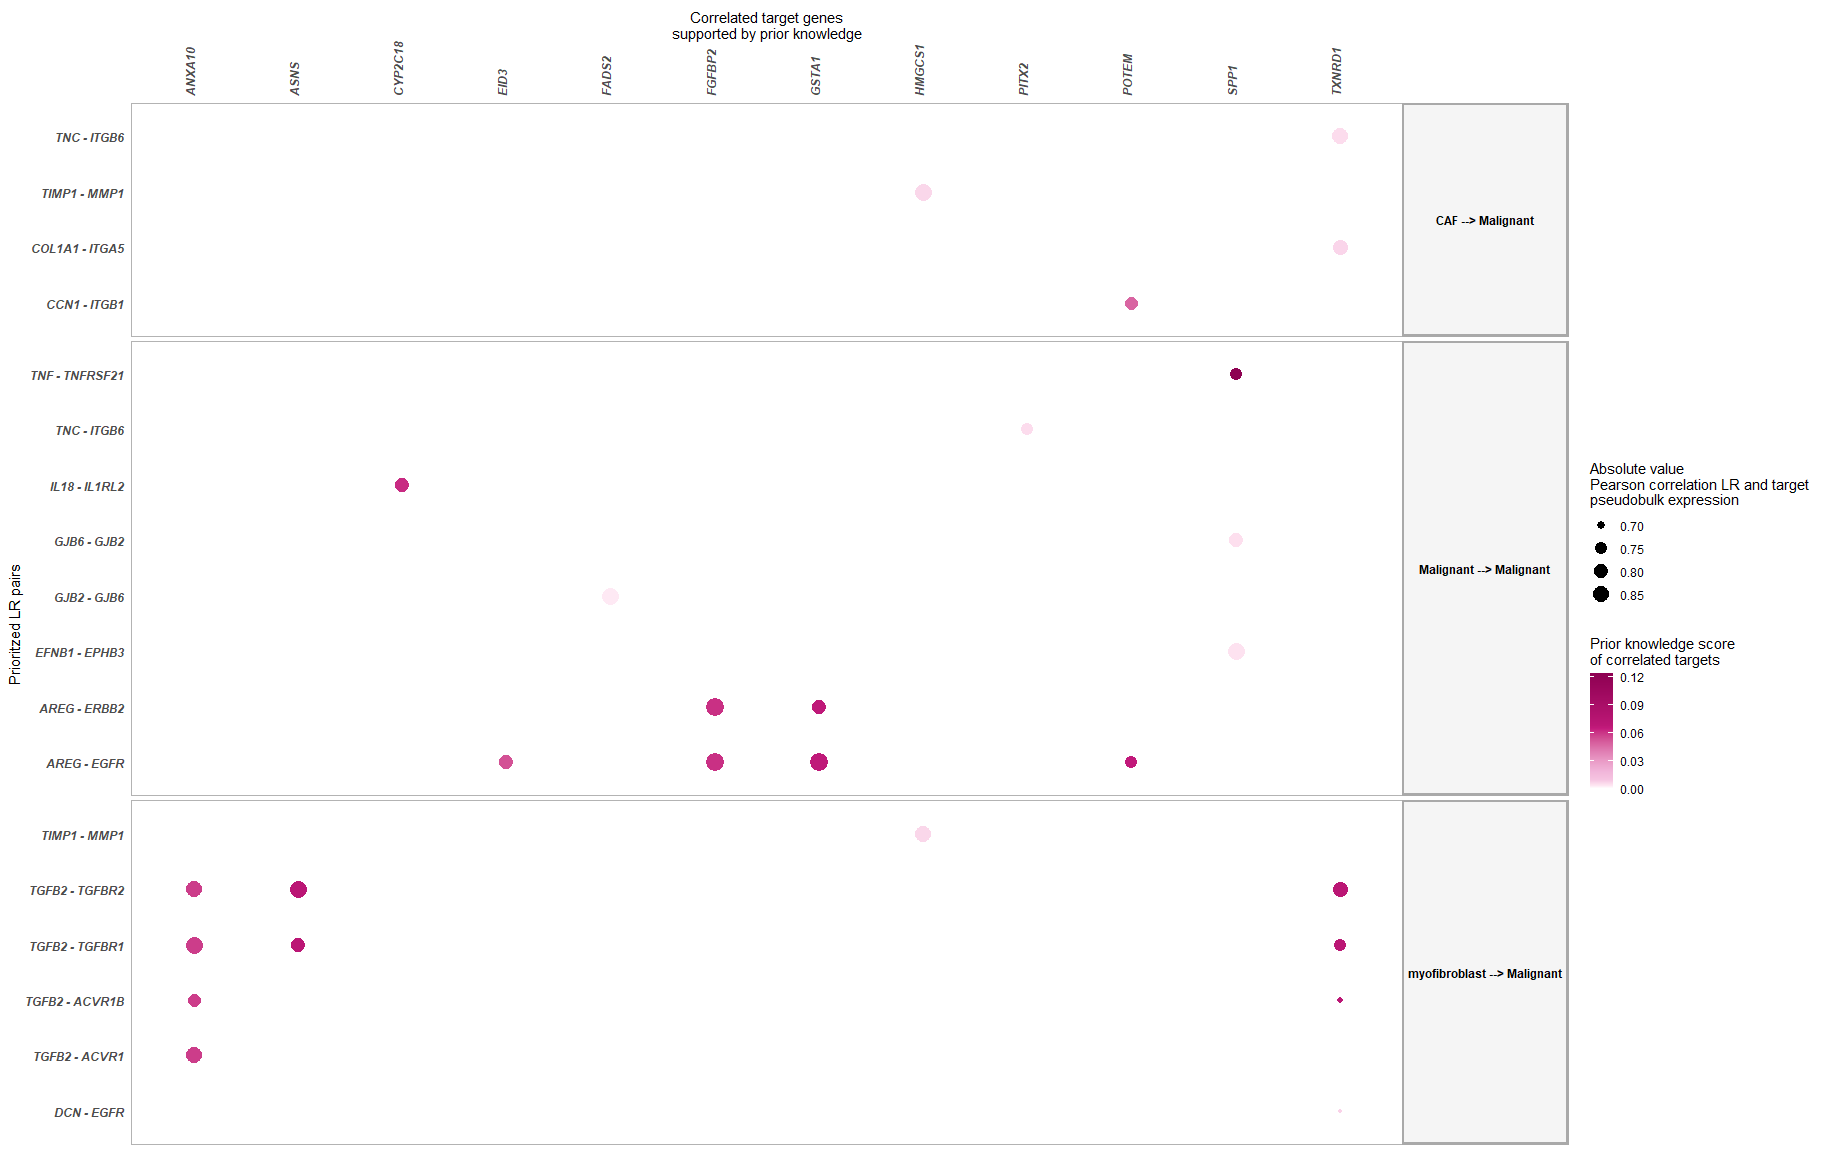 Correlated target genes
supported by prior knowledge
ANXA10
ASNS
CYP2C18
EID3
FADS2
FGFBP2
GSTA1
HMGCS1
PITX2
POTEM
SPP1
TXNRD1
Prioritzed LR pairs
TNC - ITGB6
TIMP1 - MMP1
COL1A1 - ITGA5
CCN1 - ITGB1
CAF --> Malignant
TNF - TNFRSF21
TNC - ITGB6
IL18 - IL1RL2
GJB6 - GJB2
GJB2 - GJB6
EFNB1 - EPHB3
AREG - ERBB2
AREG - EGFR
Malignant --> Malignant
TIMP1 - MMP1
TGFB2 - TGFBR2
TGFB2 - TGFBR1
TGFB2 - ACVR1B
TGFB2 - ACVR1
DCN - EGFR
myofibroblast --> Malignant
Absolute value
Pearson correlation LR and target
pseudobulk expression
0.70
0.75
0.80
0.85
Prior knowledge score
of correlated targets
0.12
0.09
0.06
0.03
0.00